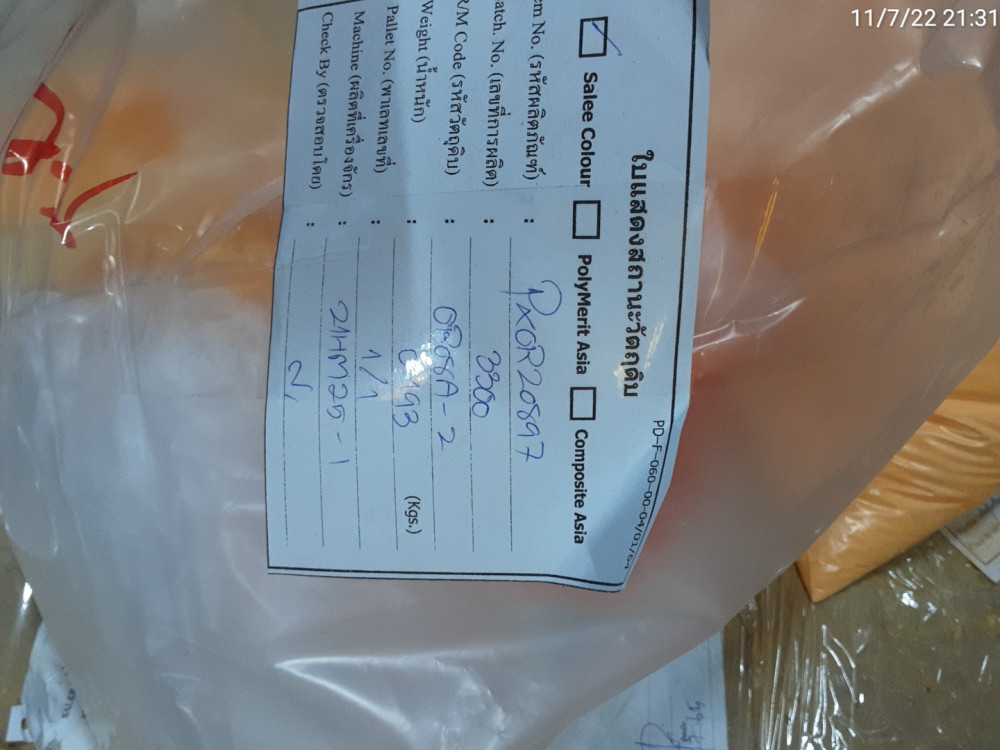 11/7/22 21:31
PD-F-060-00-04/01/
ใบแสดงสถานะวัตถุดิบ
Salee Colour PolyMerit Asia Composite Asia
em No. (รหัสผลิตภัณฑ์) : PXOR20897
atch. No. (เลขที่การผลิต) : 3300
R/M Code (รหัสวัตถุดิบ) : A-2
Weight (น้ำหนัก) : 193 (Kgs.)
Pallet No. (พาเลทเลขที่) : 1/1
Machine (ผลิตที่เครื่องจักร) : 21HM25-1
Check By (ตรวจสอบโดย) :